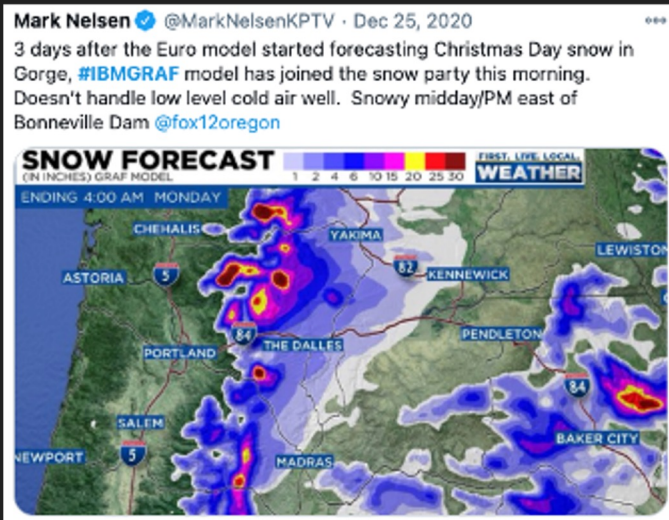 Mark Nelsen @MarkNelsenKPTV · Dec 25, 2020
3 days after the Euro model started forecasting Christmas Day snow in
Gorge, #IBMGRAF model has joined the snow party this morning.
Doesn't handle low level cold air well. Snowy midday/PM east of
Bonneville Dam @fox12oregon
SNOW FORECAST
(IN INCHES) GRAF MODEL
1 2 4 6 10 15 20 25 30
FIRST. LIVE. LOCAL.
WEATHER
ENDING 4:00 AM MONDAY
CHEHALIS
YAKIMA
LEWISTON
ASTORIA
5
82
KENNEWICK
84
PENDLETON
PORTLAND
THE DALLES
84
SALEM
BAKER CITY
NEWPORT
5
MADRAS